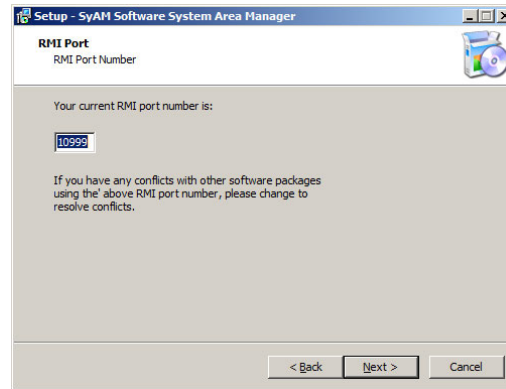 Setup - SyAM Software System Area Manager
RMI Port
RMI Port Number
Your current RMI port number is:
10999
If you have any conflicts with other software packages
using the' above RMI port number, please change to
resolve conflicts.
< Back
Next >
Cancel